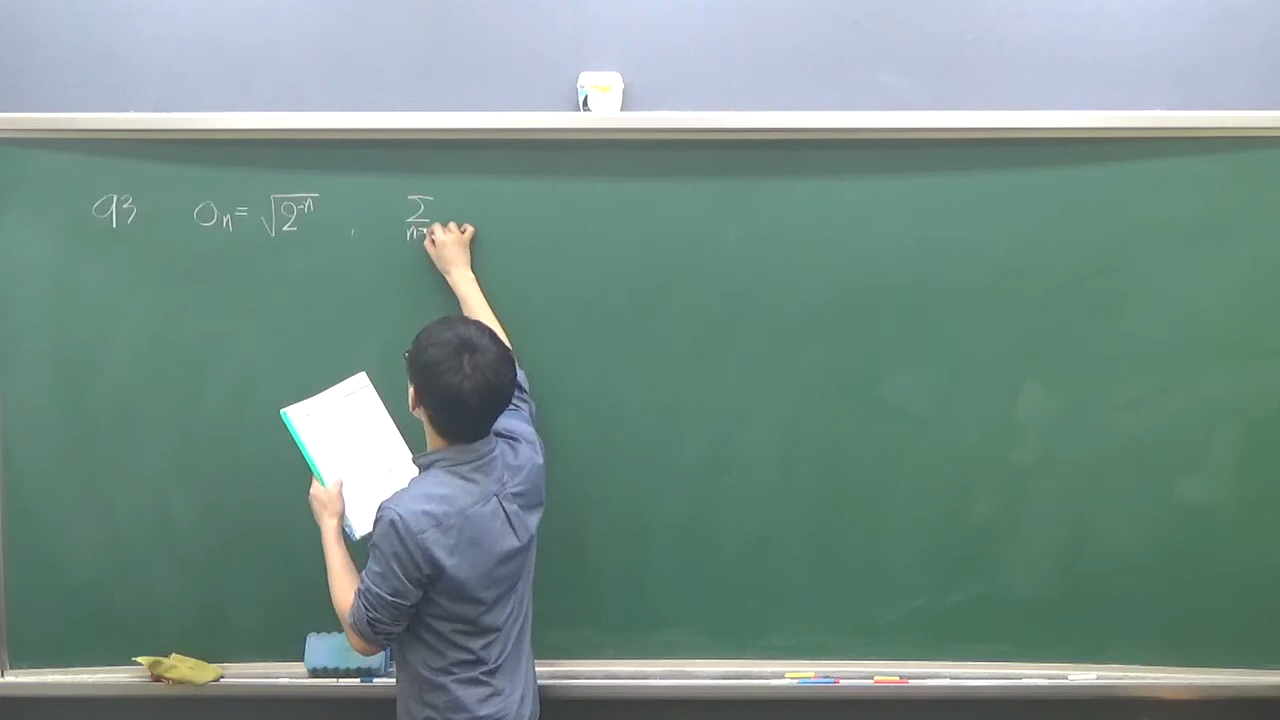 93 a_n = √(2^{-n}) , Σ n=